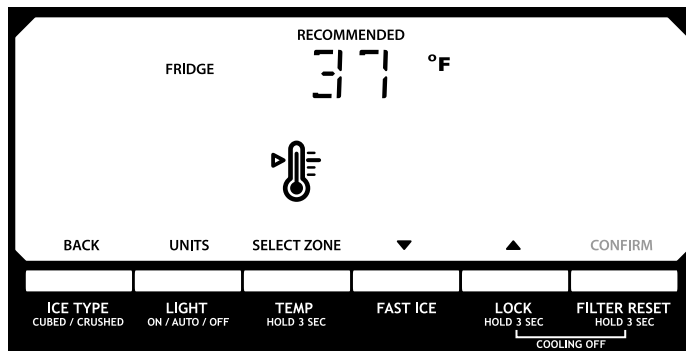 RECOMMENDED
FRIDGE 37 °F
BACK UNITS SELECT ZONE ▼ ▲ CONFIRM
ICE TYPE LIGHT TEMP FAST ICE LOCK FILTER RESET
CUBED / CRUSHED ON / AUTO / OFF HOLD 3 SEC HOLD 3 SEC HOLD 3 SEC
COOLING OFF